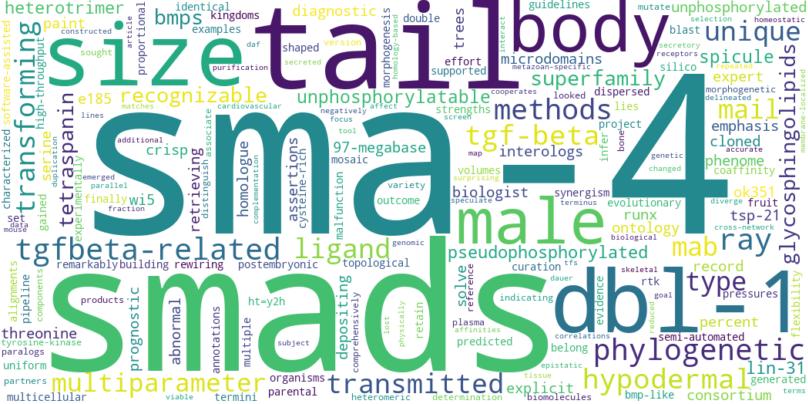 heterotrimer identical kingdoms diagnostic double guidelines mutate unphosphorylated
paint bmps examples trees selection homeostatic
article version effort blast interact secretory
constructed proportional shaped supported microdomains silico receptors
size tail body unique
software-assisted high-throughput sought daf purification secreted morphogenesis homology-based dispersed spicule metazoan-specific
recognizable e185 unphosphorylatable superfamily expert morphogenetic
transforming serine tetraspanin negatively affect strengths methods lies mail delineated
characterized duplication matches cardiovascular focus screen looked project emphasis glycosphingolipids
lines associate tool cooperates tgf-beta bone cloned
sma-4
additional crisp distinguish homologue assertions 97-megabase interologs infer genetic phenome
experimentally emerged parallel retrieving complementation cysteine-rich mosaic volumes map changed coaffinity
gained wi5 variety biologist evolutionary ok351
data finally outcome surprising synergism accurate diverge fruit
set fraction malfunction speculate male runx tsp-21
mouse terminus ontology cross-network ray
tgfbeta-related ligand pseudophosphorylated biological mab
remarkably building rewiring postembryonic genomic tfs skeletal record
alignments pipeline components topological solve reference indicating dauer evidence rtk type pressures flexibility
smads dbl-1
products prognostic abnormal annotations ht=y2h depositing comprehensively loct physically retain plasma curation goal reduced percent
threonine multiple affinities correlations semi-automated
tyrosine-kinase subject predicted belong phylogenetic
paralogs uniform organisms epistatic lin-31
partners multiparameter transmitted tissue hypodermal generated
multicellular viable termini parental heteromeric determination explicit biomolecules bmp-like consortium terms